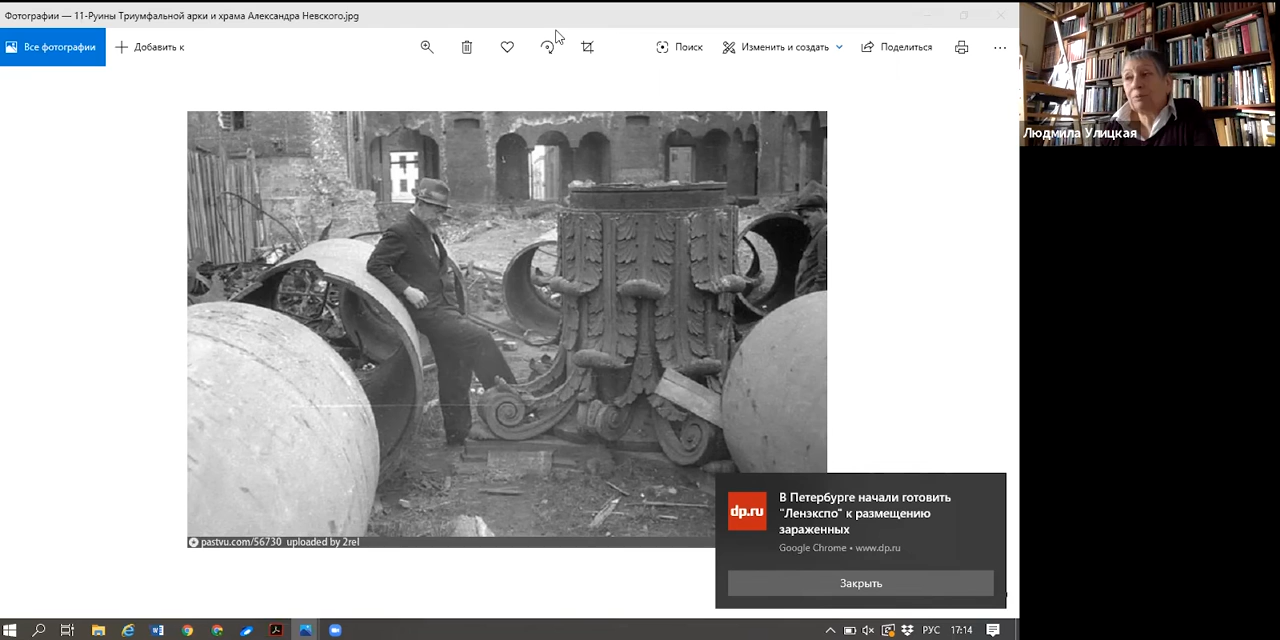 Фотографии — 11-Руины Триумфальной арки и храма Александра Невского.jpg
Все фотографии
Добавить к
Поиск
Изменить и создать
Поделиться
Людмила Улицкая
pastvu.com/56730 uploaded by 2rel
dp.ru
В Петербурге начали готовить
"Ленэкспо" к размещению
зараженных
Google Chrome • www.dp.ru
Закрыть
РУС
17:14